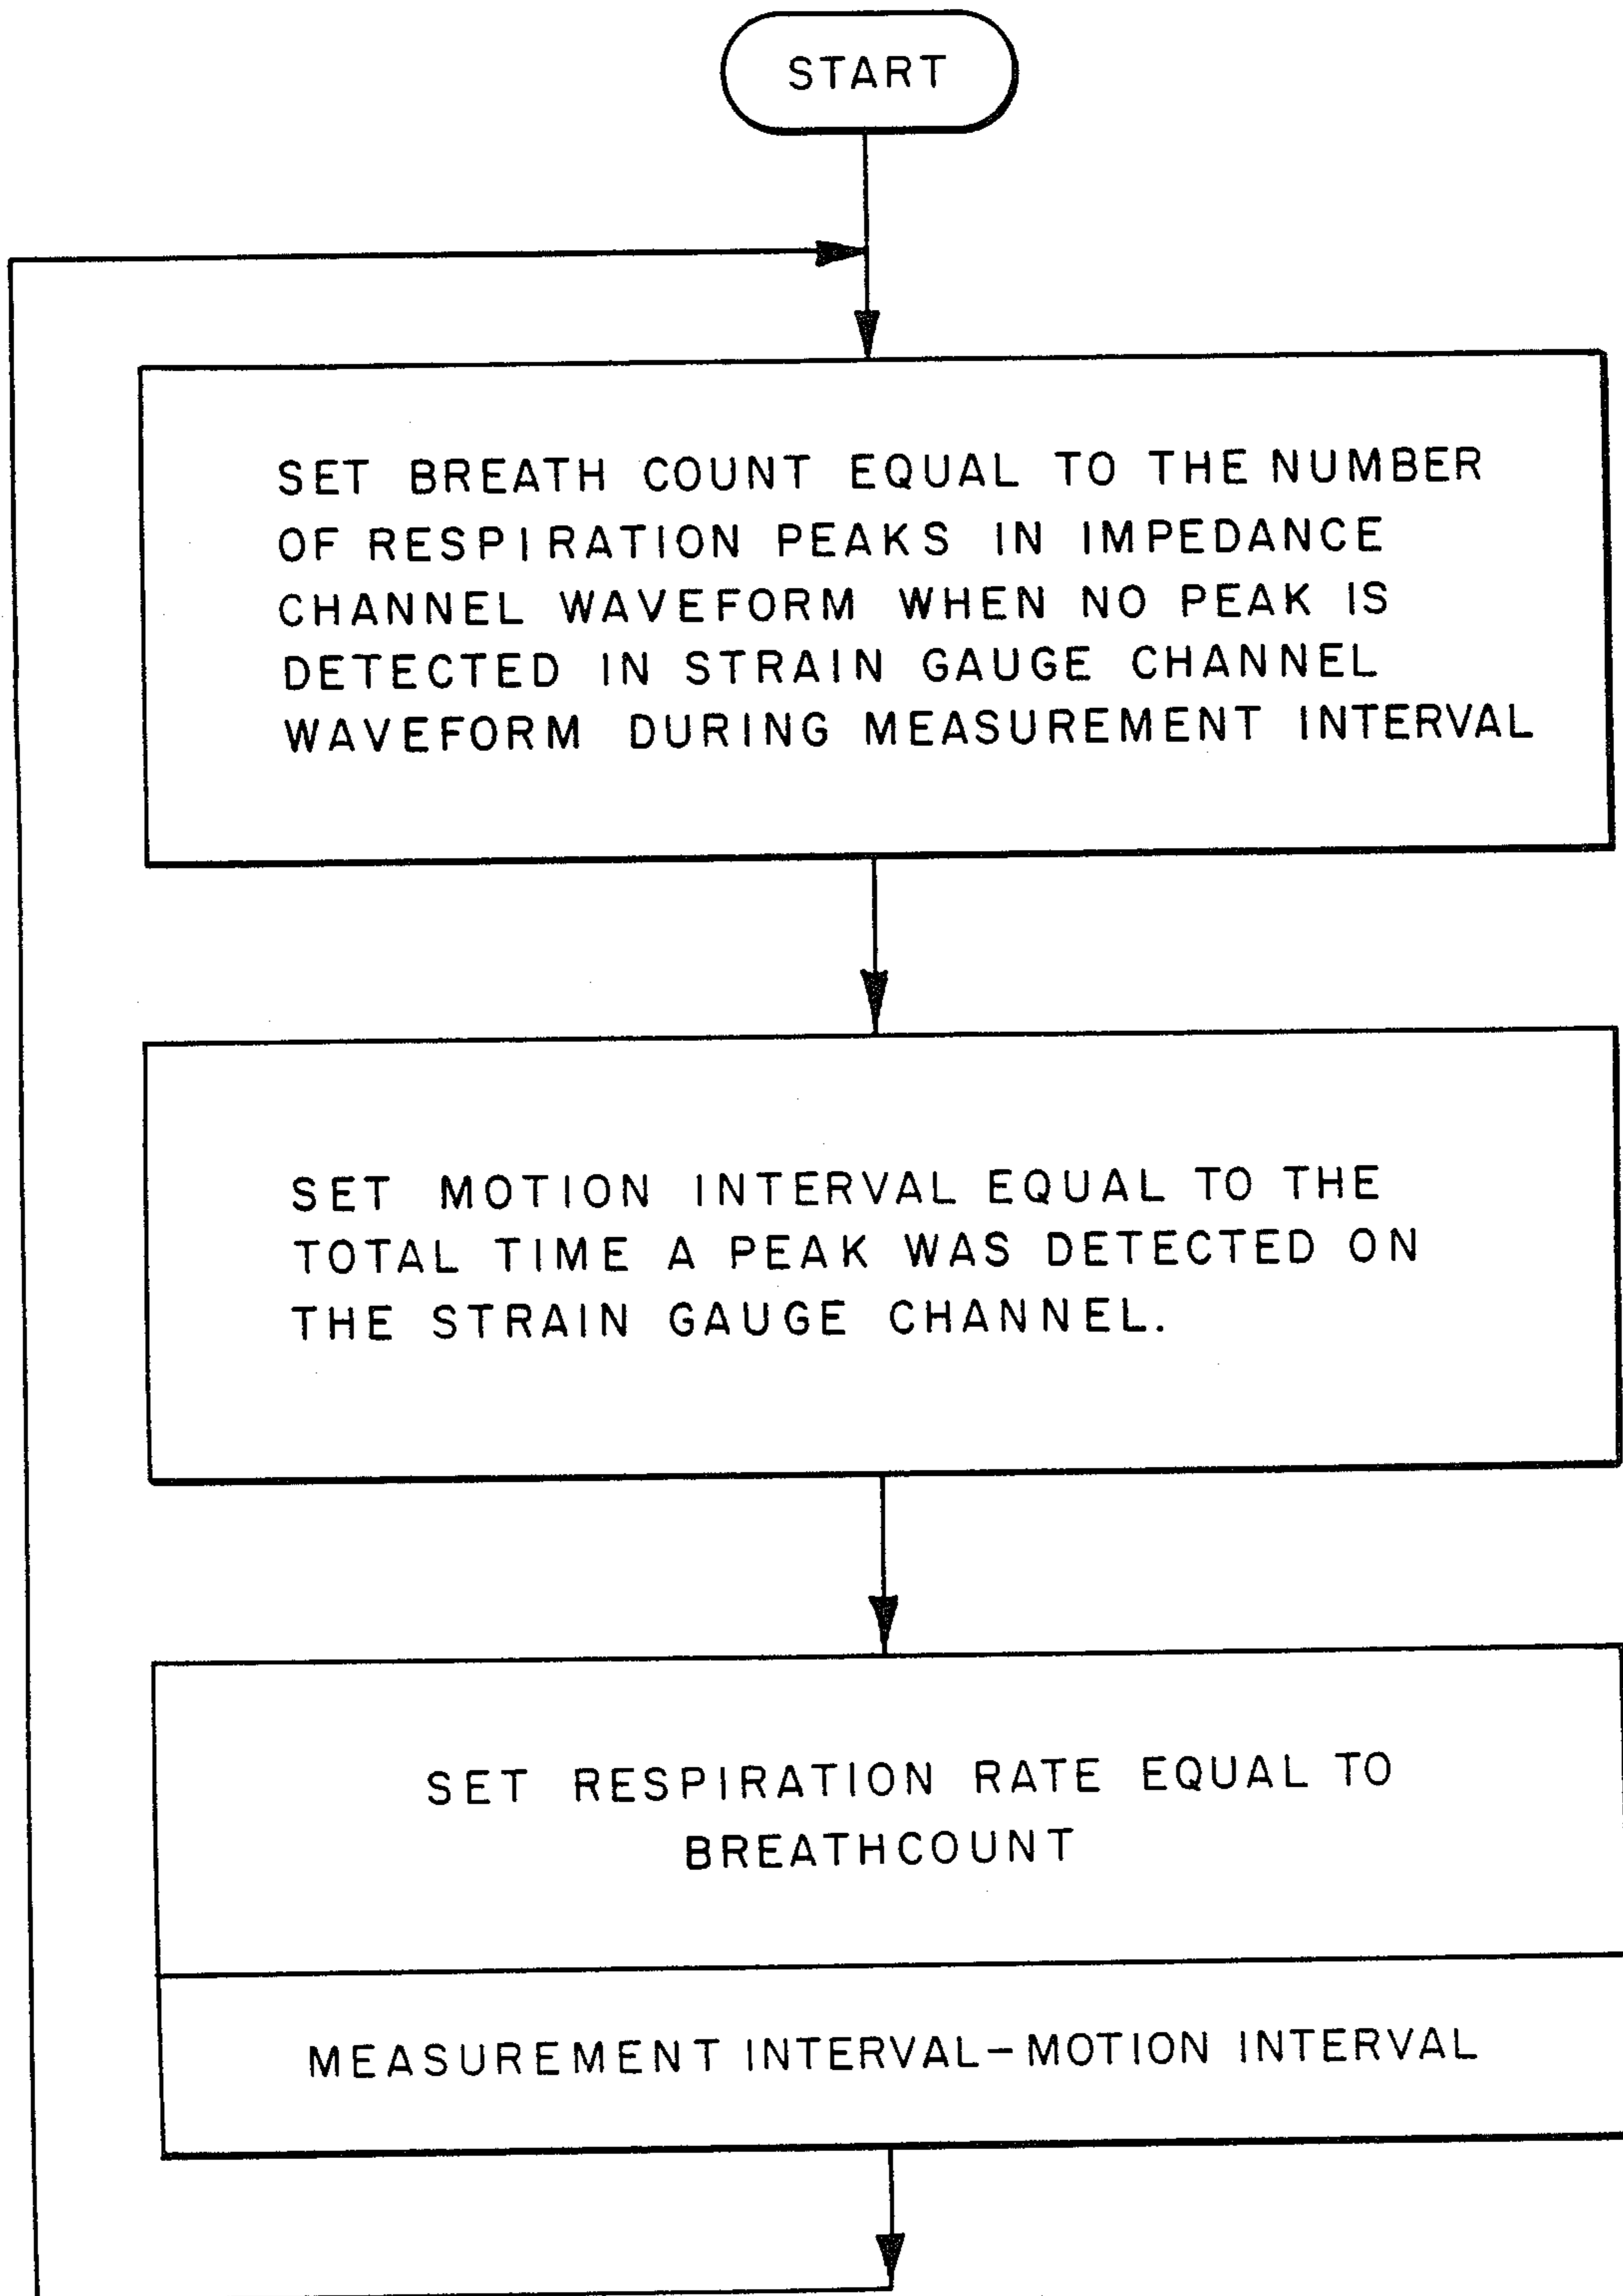 START
SET BREATH COUNT EQUAL TO THE NUMBER
OF RESPIRATION PEAKS IN IMPEDANCE
CHANNEL WAVEFORM WHEN NO PEAK IS
DETECTED IN STRAIN GAUGE CHANNEL
WAVEFORM DURING MEASUREMENT INTERVAL
SET MOTION INTERVAL EQUAL TO THE
TOTAL TIME A PEAK WAS DETECTED ON
THE STRAIN GAUGE CHANNEL.
SET RESPIRATION RATE EQUAL TO
BREATHCOUNT
MEASUREMENT INTERVAL-MOTION INTERVAL